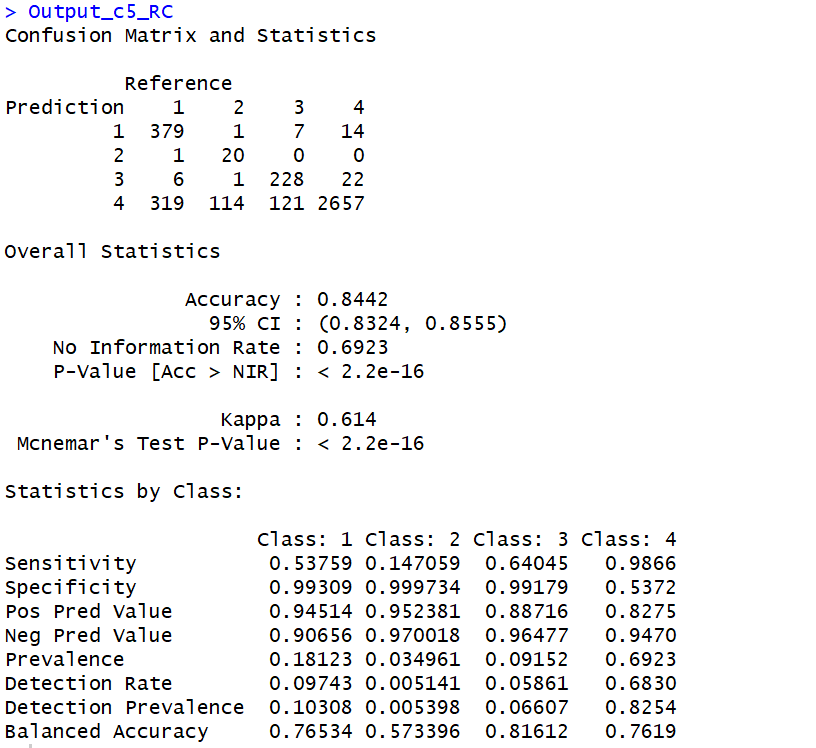 > Output_c5_RC
Confusion Matrix and Statistics
Reference
Prediction 1 2 3 4
1 379 1 7 14
2 1 20 0 0
3 6 1 228 22
4 319 114 121 2657
Overall Statistics
Accuracy : 0.8442
95% CI : (0.8324, 0.8555)
No Information Rate : 0.6923
P-Value [Acc > NIR] : < 2.2e-16
Kappa : 0.614
Mcnemar's Test P-Value : < 2.2e-16
Statistics by Class:
Class: 1 Class: 2 Class: 3 Class: 4
Sensitivity 0.53759 0.147059 0.64045 0.9866
Specificity 0.99309 0.999734 0.99179 0.5372
Pos Pred Value 0.94514 0.952381 0.88716 0.8275
Neg Pred Value 0.90656 0.970018 0.96477 0.9470
Prevalence 0.18123 0.034961 0.09152 0.6923
Detection Rate 0.09743 0.005141 0.05861 0.6830
Detection Prevalence 0.10308 0.005398 0.06607 0.8254
Balanced Accuracy 0.76534 0.573396 0.81612 0.7619